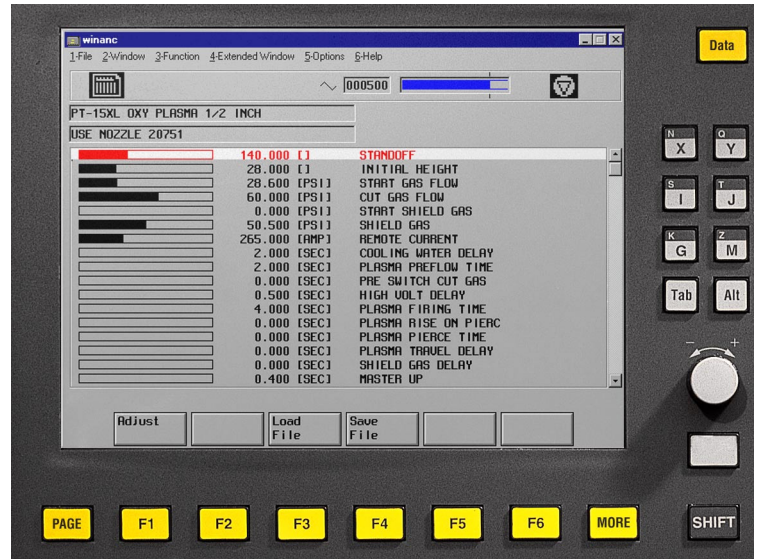 winanc
1-File 2-Window 3-Function 4-Extended Window 5-Options 6-Help
000500
PT-15XL OXY PLASMA 1/2 INCH
USE NOZZLE 20751
140.000 [] STANDOFF
28.000 [] INITIAL HEIGHT
28.600 [PSI] START GAS FLOW
60.000 [PSI] CUT GAS FLOW
0.000 [PSI] START SHIELD GAS
50.500 [PSI] SHIELD GAS
265.000 [AMP] REMOTE CURRENT
2.000 [SEC] COOLING WATER DELAY
2.000 [SEC] PLASMA PREFLOW TIME
0.000 [SEC] PRE SWITCH CUT GAS
0.500 [SEC] HIGH VOLT DELAY
4.000 [SEC] PLASMA FIRING TIME
0.000 [SEC] PLASMA RISE ON PIERC
0.000 [SEC] PLASMA PIERCE TIME
0.000 [SEC] PLASMA TRAVEL DELAY
0.000 [SEC] SHIELD GAS DELAY
0.400 [SEC] MASTER UP
Adjust
Load
File
Save
File
Data
N X
Q Y
S I
T J
K G
Z M
Tab Alt
- +
PAGE F1 F2 F3 F4 F5 F6 MORE SHIFT